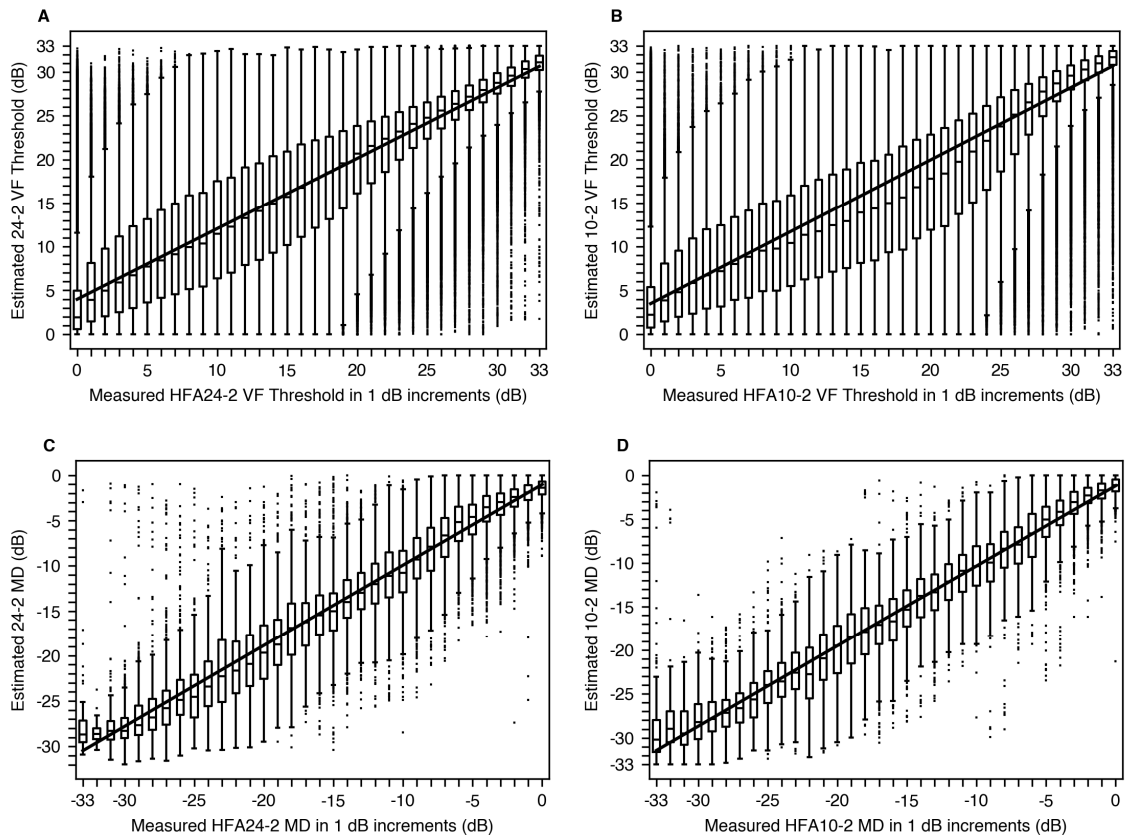 A
Estimated 24-2 VF Threshold (dB)
33
30
25
20
15
10
5
0
0 5 10 15 20 25 30 33
Measured HFA24-2 VF Threshold in 1 dB increments (dB)
B
Estimated 10-2 VF Threshold (dB)
33
30
25
20
15
10
5
0
0 5 10 15 20 25 30 33
Measured HFA10-2 VF Threshold in 1 dB increments (dB)
C
Estimated 24-2 MD (dB)
0
-5
-10
-15
-20
-25
-30
-33 -30 -25 -20 -15 -10 -5 0
Measured HFA24-2 MD in 1 dB increments (dB)
D
Estimated 10-2 MD (dB)
0
-5
-10
-15
-20
-25
-30
-33
-33 -30 -25 -20 -15 -10 -5 0
Measured HFA10-2 MD in 1 dB increments (dB)